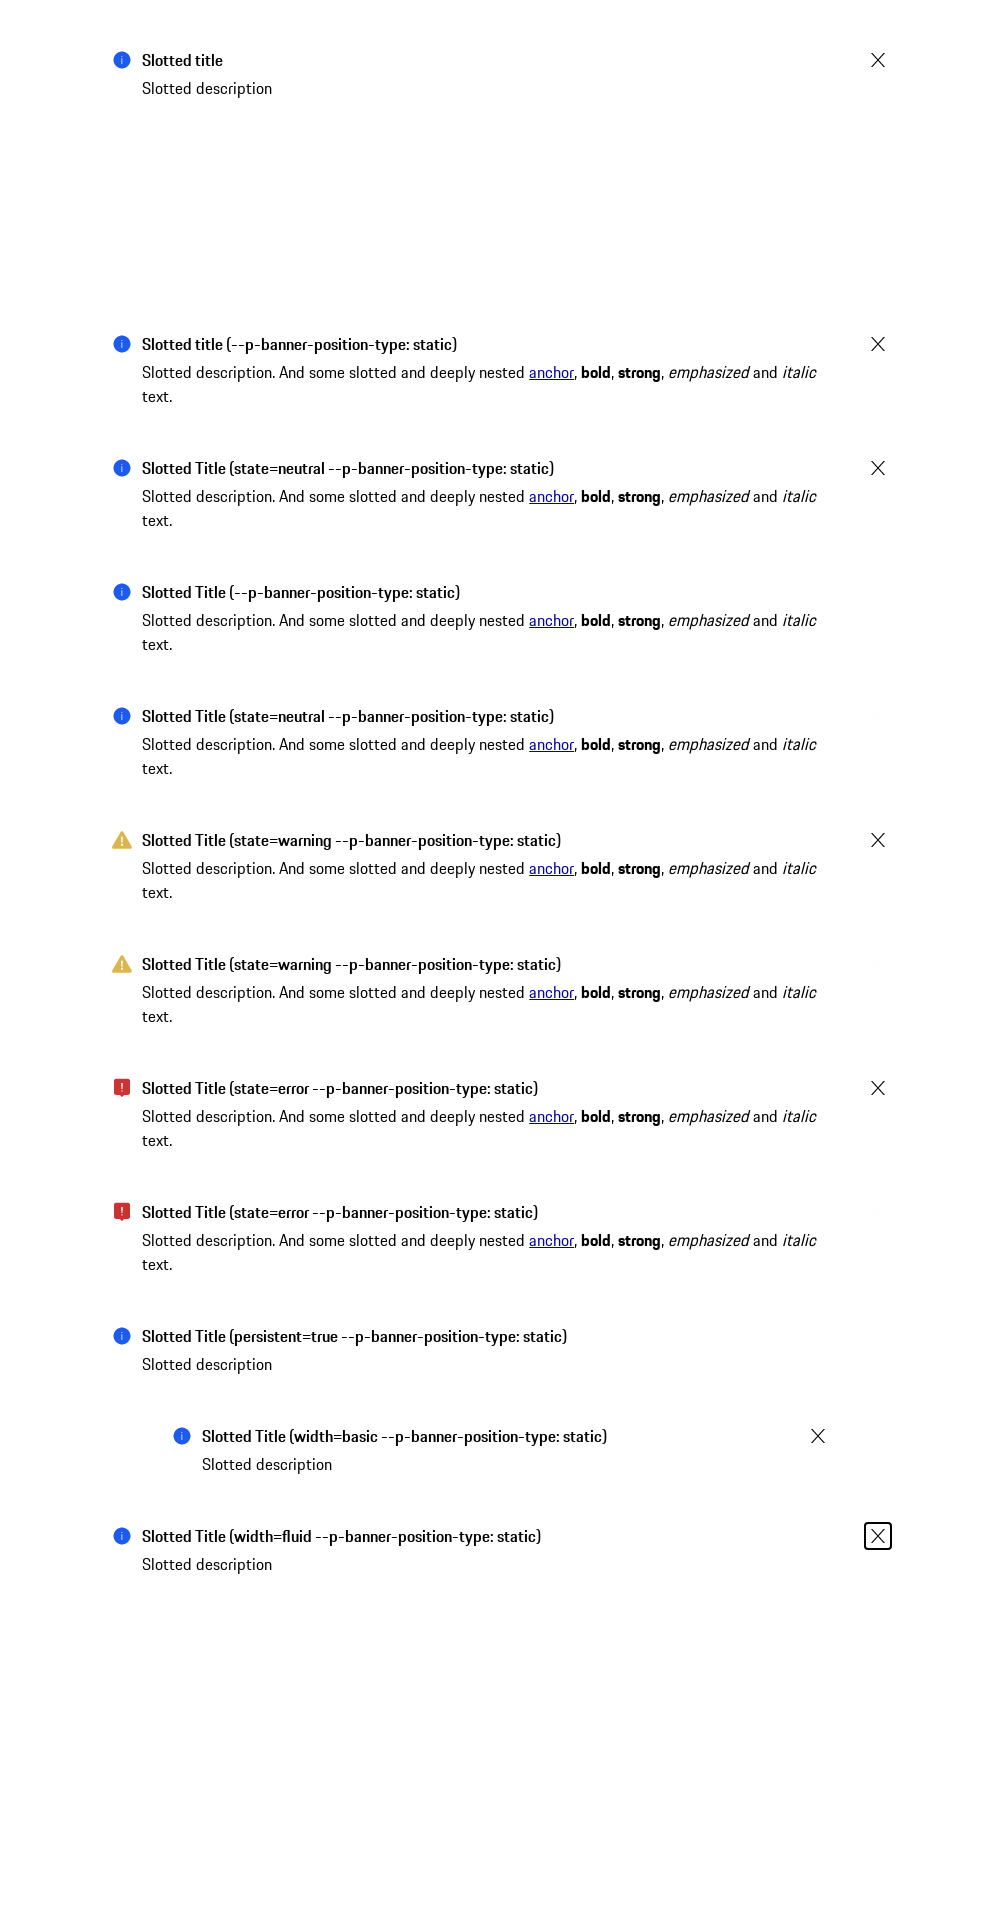 Slotted title
Slotted description
Slotted title (--p-banner-position-type: static)
Slotted description. And some slotted and deeply nested anchor, bold, strong, emphasized and italic
text.
Slotted Title (state=neutral --p-banner-position-type: static)
Slotted description. And some slotted and deeply nested anchor, bold, strong, emphasized and italic
text.
Slotted Title (--p-banner-position-type: static)
Slotted description. And some slotted and deeply nested anchor, bold, strong, emphasized and italic
text.
Slotted Title (state=neutral --p-banner-position-type: static)
Slotted description. And some slotted and deeply nested anchor, bold, strong, emphasized and italic
text.
Slotted Title (state=warning --p-banner-position-type: static)
Slotted description. And some slotted and deeply nested anchor, bold, strong, emphasized and italic
text.
Slotted Title (state=warning --p-banner-position-type: static)
Slotted description. And some slotted and deeply nested anchor, bold, strong, emphasized and italic
text.
Slotted Title (state=error --p-banner-position-type: static)
Slotted description. And some slotted and deeply nested anchor, bold, strong, emphasized and italic
text.
Slotted Title (state=error --p-banner-position-type: static)
Slotted description. And some slotted and deeply nested anchor, bold, strong, emphasized and italic
text.
Slotted Title (persistent=true --p-banner-position-type: static)
Slotted description
Slotted Title (width=basic --p-banner-position-type: static)
Slotted description
Slotted Title (width=fluid --p-banner-position-type: static)
Slotted description